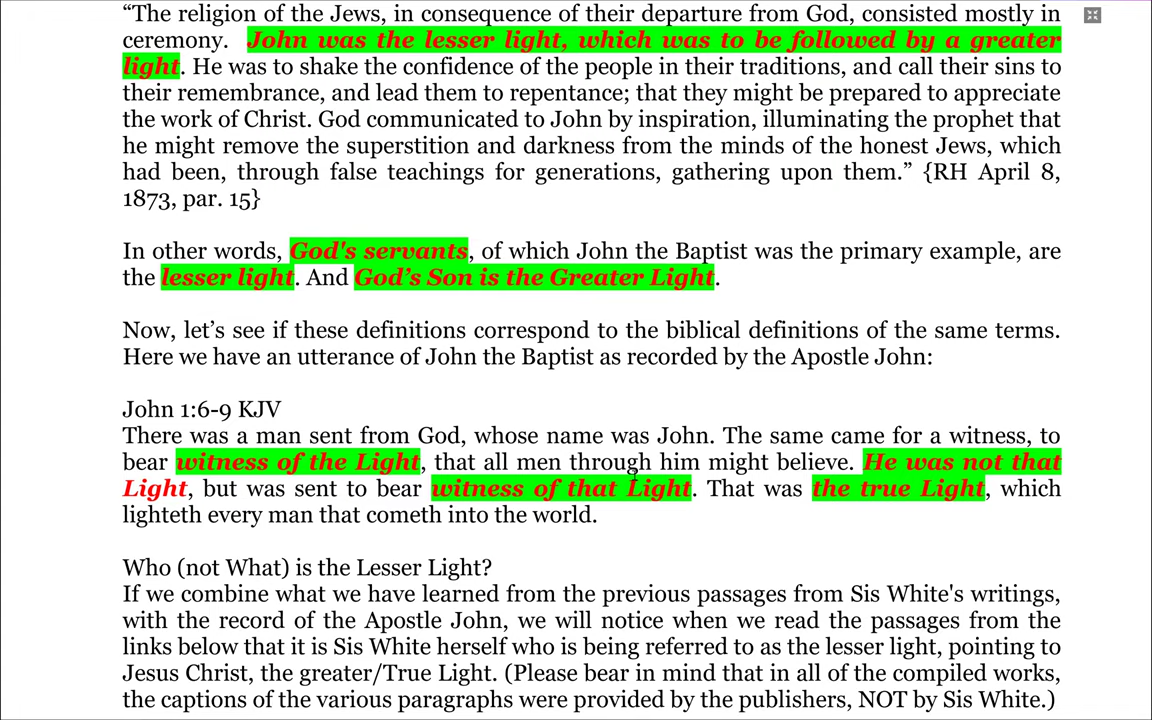 “The religion of the Jews, in consequence of their departure from God, consisted mostly in
ceremony. John was the lesser light, which was to be followed by a greater
light. He was to shake the confidence of the people in their traditions, and call their sins to
their remembrance, and lead them to repentance; that they might be prepared to appreciate
the work of Christ. God communicated to John by inspiration, illuminating the prophet that
he might remove the superstition and darkness from the minds of the honest Jews, which
had been, through false teachings for generations, gathering upon them.” {RH April 8,
1873, par. 15}
In other words, God's servants, of which John the Baptist was the primary example, are
the lesser light. And God’s Son is the Greater Light.
Now, let’s see if these definitions correspond to the biblical definitions of the same terms.
Here we have an utterance of John the Baptist as recorded by the Apostle John:
John 1:6-9 KJV
There was a man sent from God, whose name was John. The same came for a witness, to
bear witness of the Light, that all men through him might believe. He was not that
Light, but was sent to bear witness of that Light. That was the true Light, which
lighteth every man that cometh into the world.
Who (not What) is the Lesser Light?
If we combine what we have learned from the previous passages from Sis White's writings,
with the record of the Apostle John, we will notice when we read the passages from the
links below that it is Sis White herself who is being referred to as the lesser light, pointing to
Jesus Christ, the greater/True Light. (Please bear in mind that in all of the compiled works,
the captions of the various paragraphs were provided by the publishers, NOT by Sis White.)